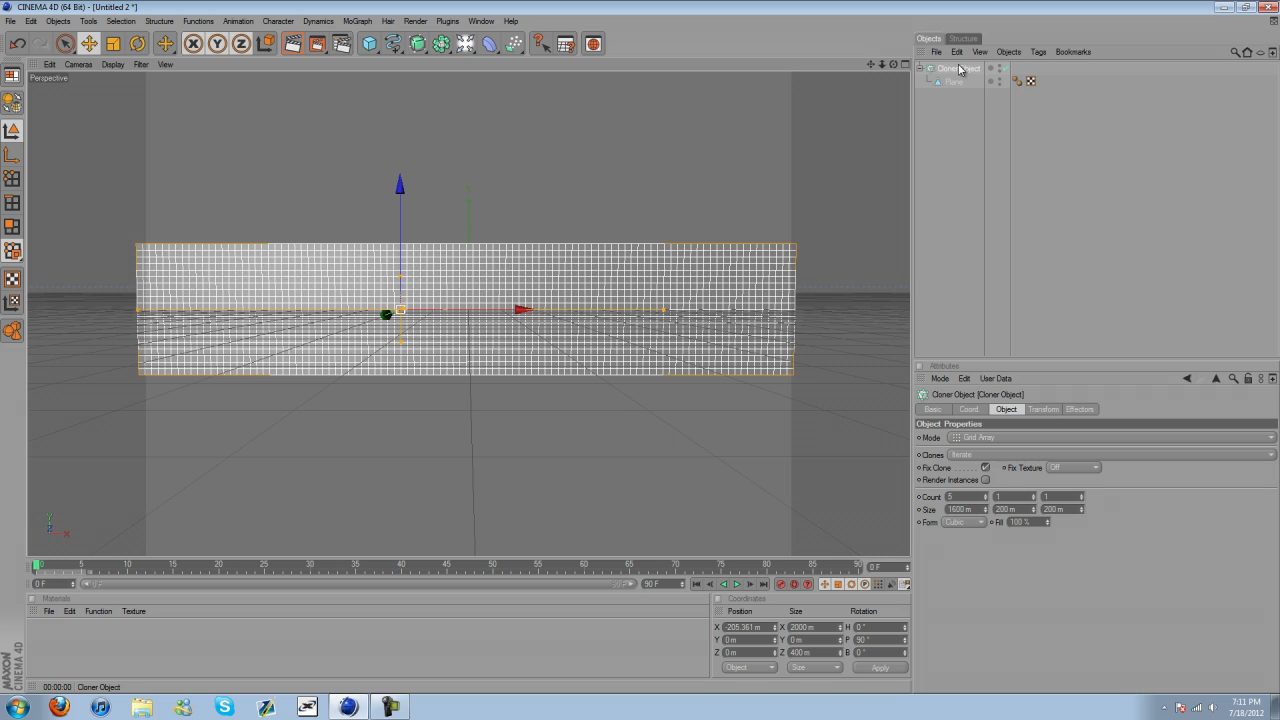 CINEMA 4D (64 Bit) - [Untitled 2 *]
File Edit Objects Tools Selection Structure Functions Animation Character Dynamics MoGraph Hair Render Plugins Window Help
Objects Structure
File Edit View Objects Tags Bookmarks
Edit Cameras Display Filter View
Perspective
Cloner Object
Plane
Attributes
Mode Edit User Data
Cloner Object [Cloner Object]
Basic Coord. Object Transform Effectors
Object Properties
Mode Grid Array
Clones Iterate
Fix Clone Fix Texture Off
Render Instances
Count 5 1 1
Size 1600 m 200 m 200 m
Form Cubic Fill 100 %
Y
Z
X
0 5 10 15 20 25 30 35 40 45 50 55 60 65 70 75 80 85 90 0 F
0 F 90 F
Materials
File Edit Function Texture
Coordinates
Position Size Rotation
X -205.361 m X 2000 m H 0 °
Y 0 m Y 0 m P 90 °
Z 0 m Z 400 m B 0 °
Object Size Apply
MAXON
CINEMA 4D
00:00:00 Cloner Object
7:11 PM
7/18/2012